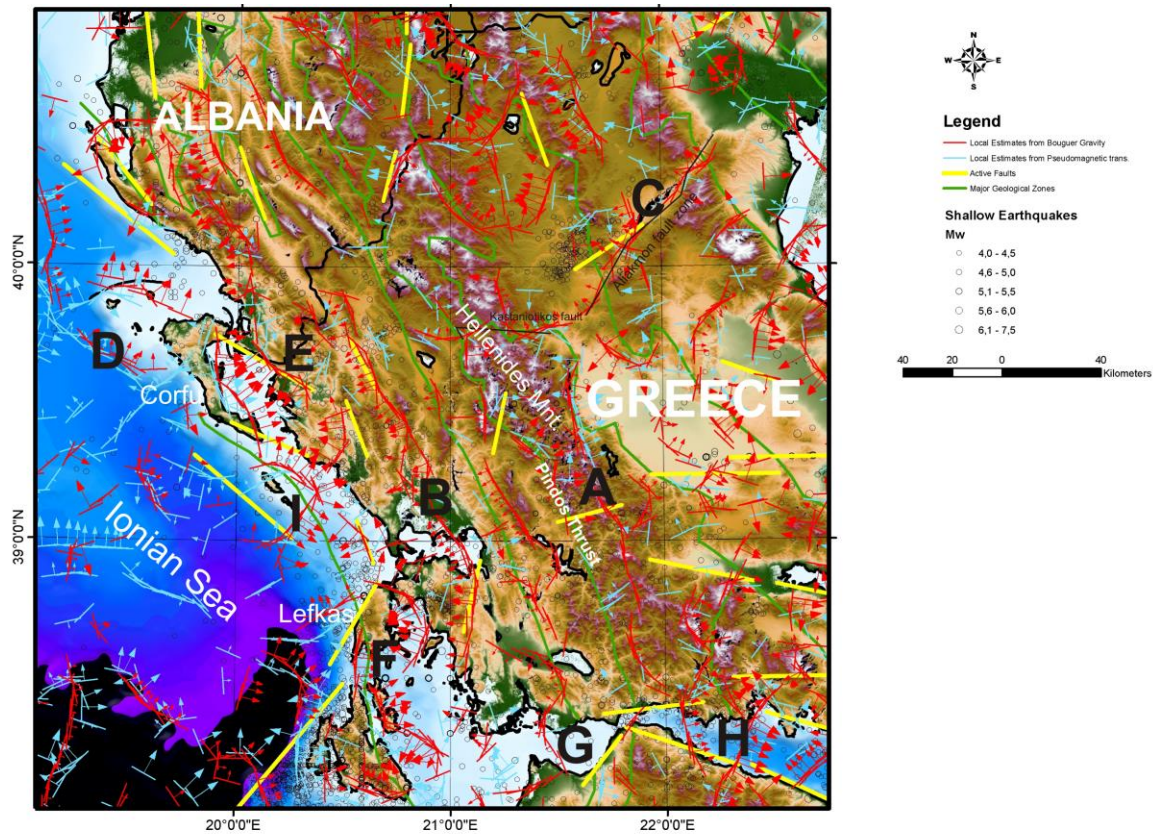 ALBANIA
GREECE
C
Aliakmon fault zone
Kastaniotikos fault
Hellenides Mnt.
D
E
Corfu
A
B
Pindos Thrust
I
Ionian Sea
Lefkas
F
G
H
40°0'0"N
39°0'0"N
20°0'0"E
21°0'0"E
22°0'0"E
N
W
E
S
Legend
Local Estimates from Bouguer Gravity
Local Estimates from Pseudomagnetic trans.
Active Faults
Major Geological Zones
Shallow Earthquakes
Mw
4,0 - 4,5
4,6 - 5,0
5,1 - 5,5
5,6 - 6,0
6,1 - 7,5
40 20 0 40
Kilometers